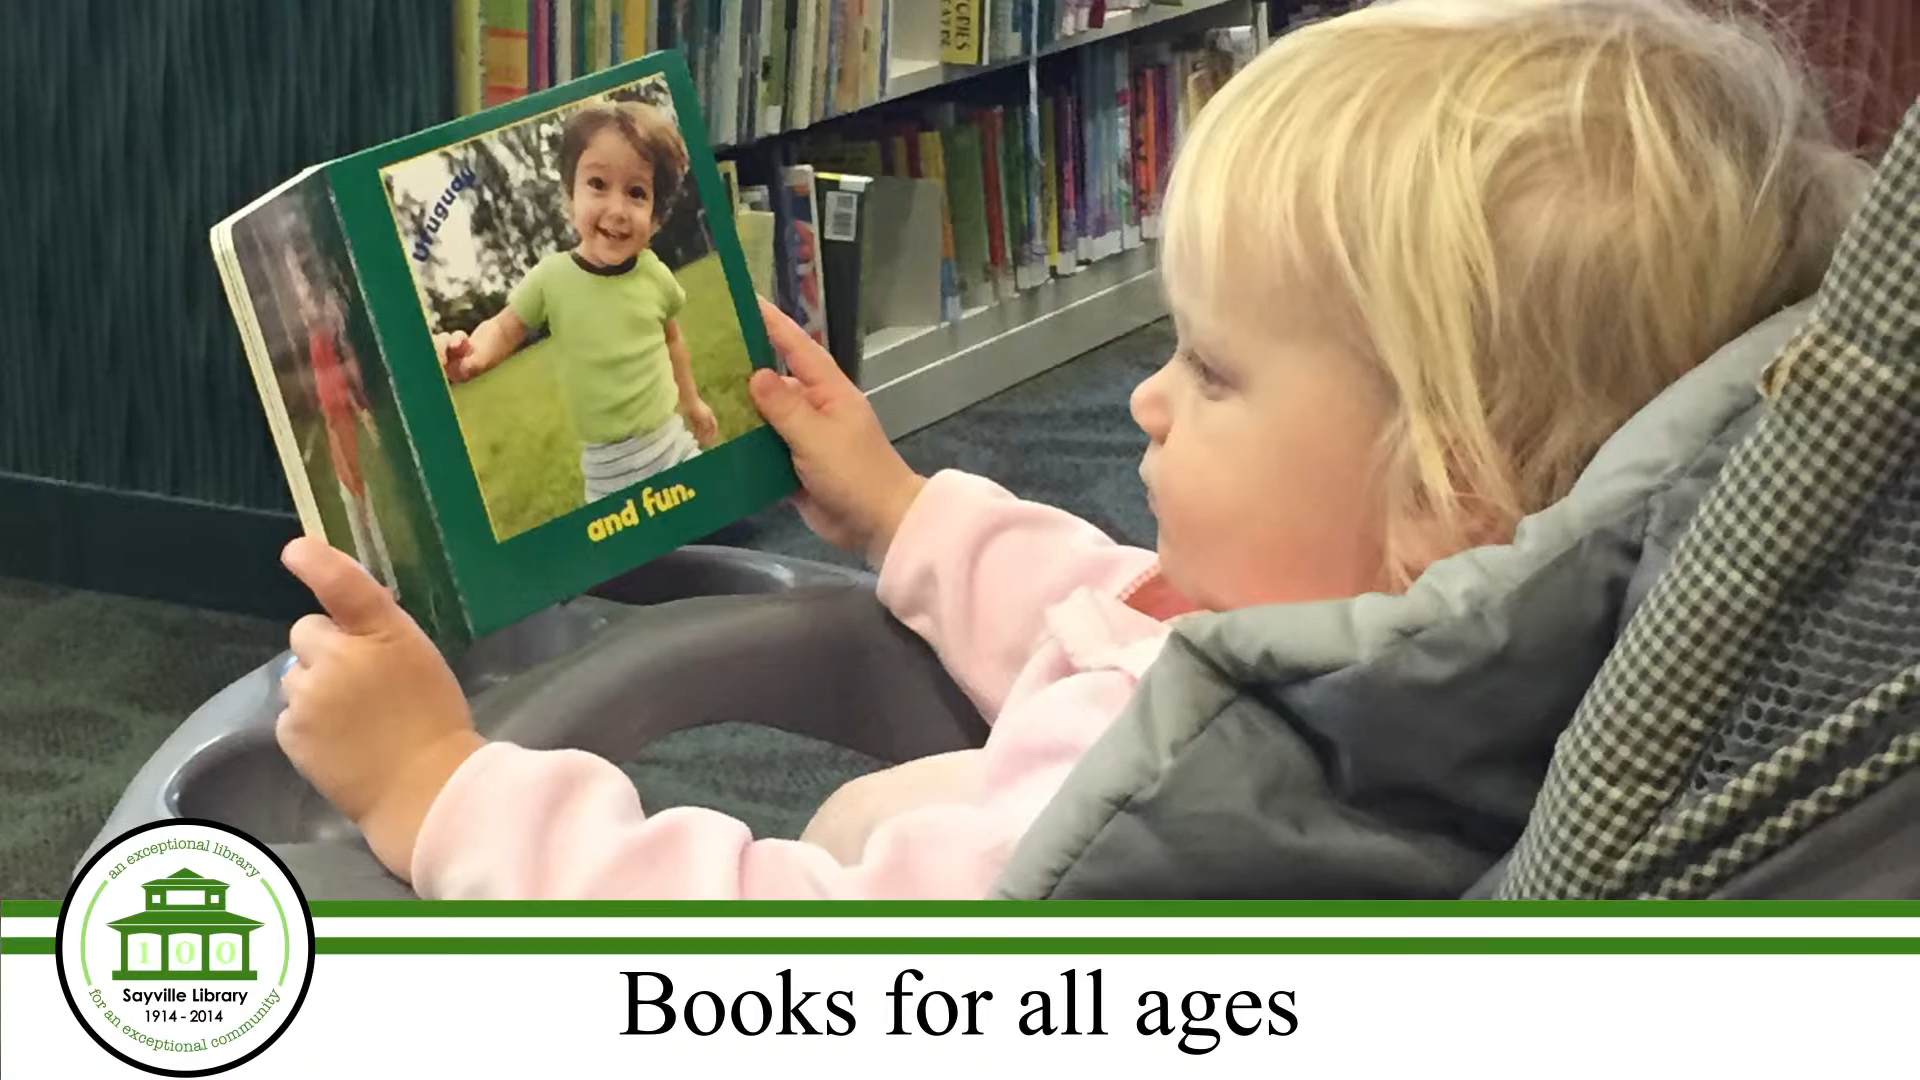 Uruguay
and fun.
an exceptional library
100
Sayville Library
1914 - 2014
for an exceptional community
Books for all ages